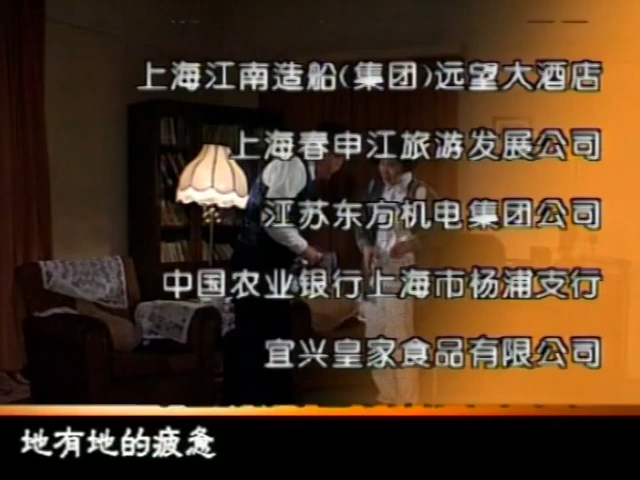 上海江南造船(集团)远望大酒店
上海春申江旅游发展公司
江苏东方机电集团公司
中国农业银行上海市杨浦支行
宜兴皇家食品有限公司
地有地的疲惫